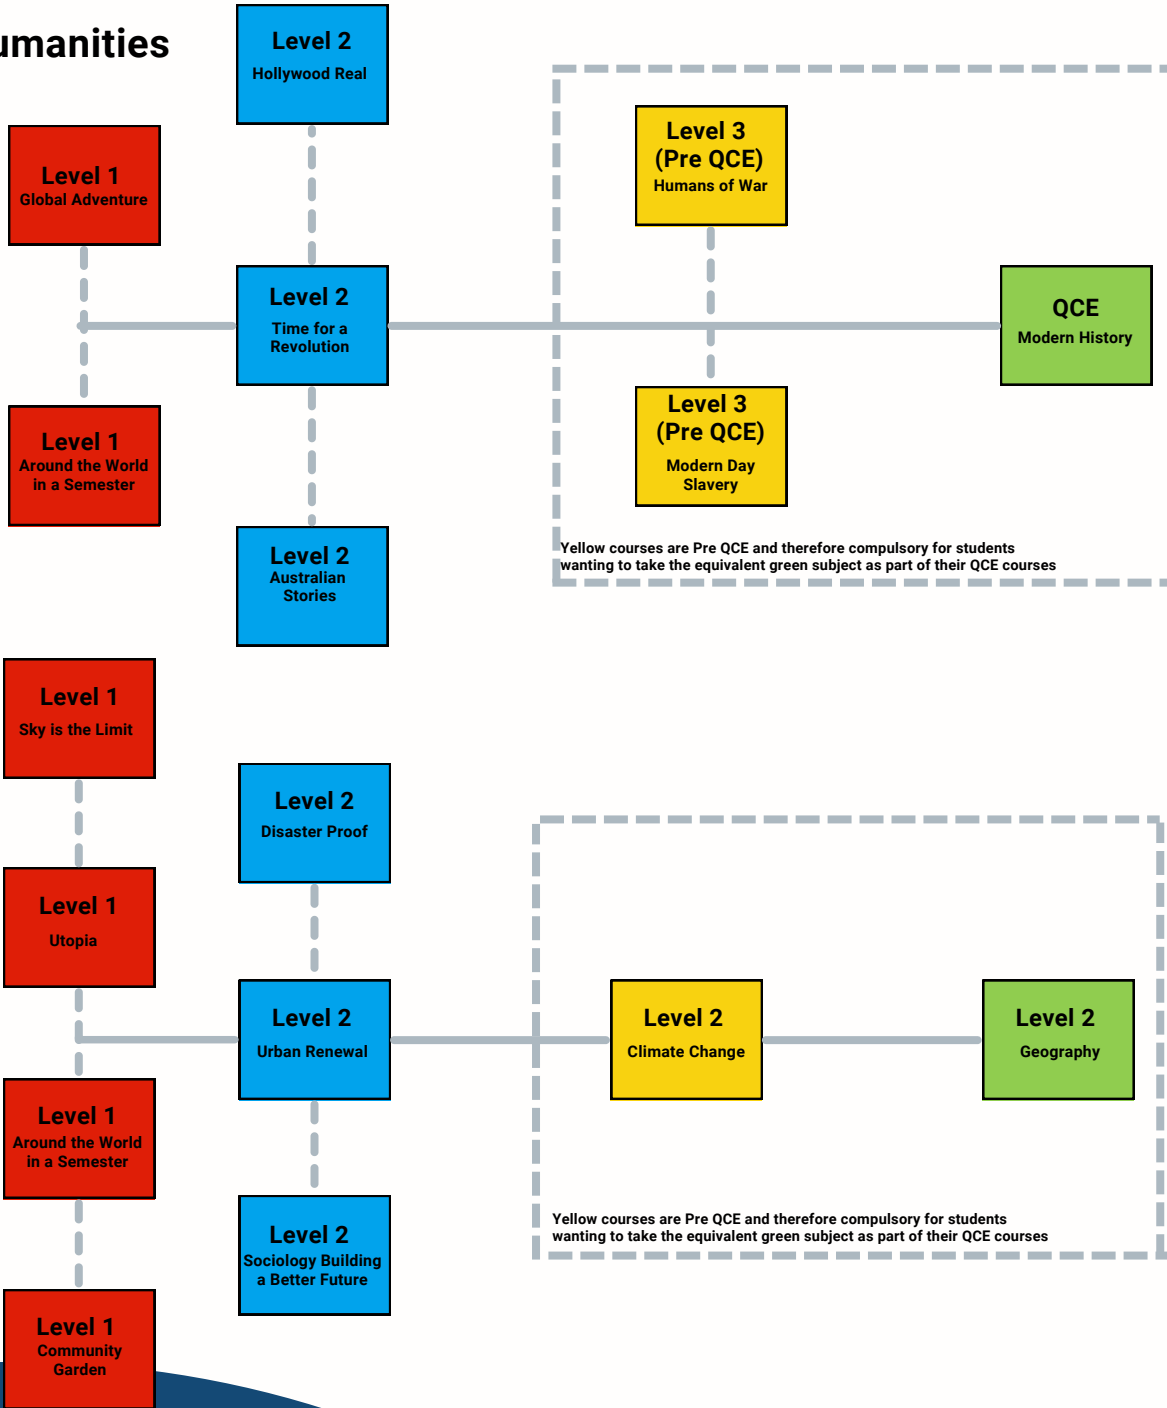 umanities
Level 2
Hollywood Real
Level 1
Global Adventure
Level 3
(Pre QCE)
Humans of War
Level 2
Time for a
Revolution
QCE
Modern History
Level 1
Around the World
in a Semester
Level 3
(Pre QCE)
Modern Day
Slavery
Level 2
Australian
Stories
Yellow courses are Pre QCE and therefore compulsory for students
wanting to take the equivalent green subject as part of their QCE courses
Level 1
Sky is the Limit
Level 2
Disaster Proof
Level 1
Utopia
Level 2
Urban Renewal
Level 2
Climate Change
Level 2
Geography
Level 1
Around the World
in a Semester
Level 2
Sociology Building
a Better Future
Yellow courses are Pre QCE and therefore compulsory for students
wanting to take the equivalent green subject as part of their QCE courses
Level 1
Community
Garden